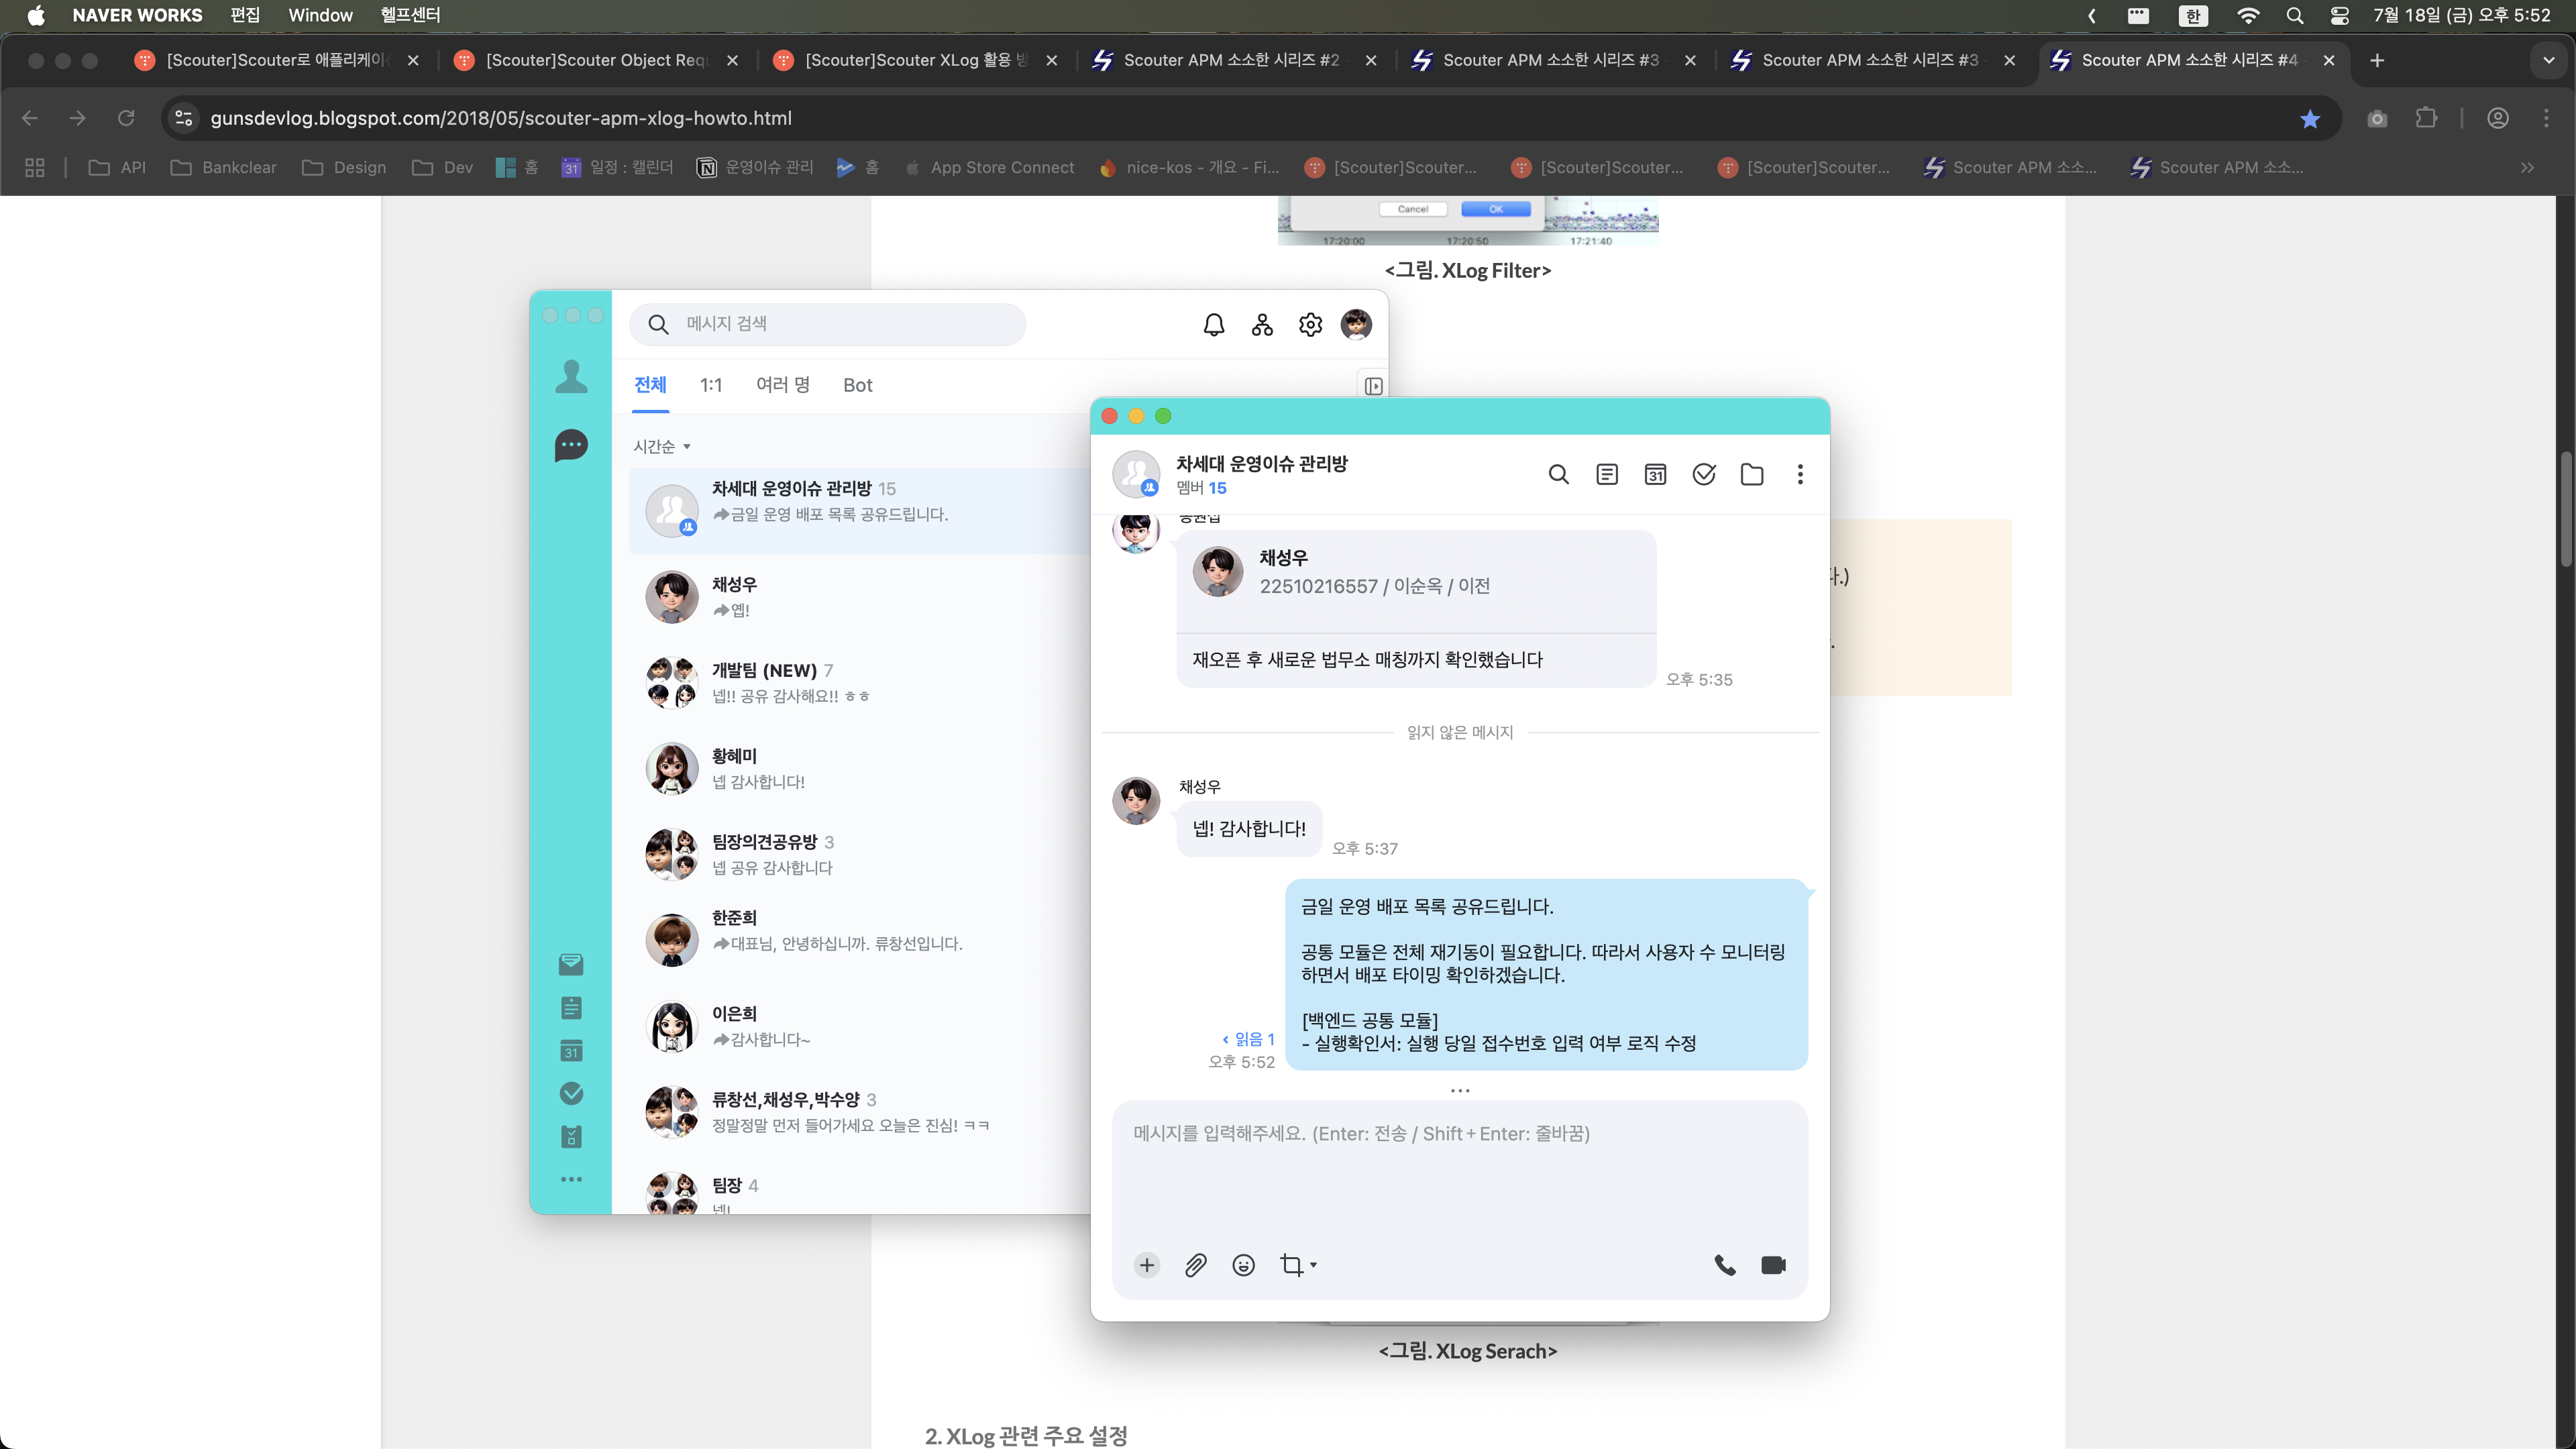 NAVER WORKS 편집 Window 헬프센터
한 7월 18일 (금) 오후 5:52
[Scouter]Scouter로 애플리케이
[Scouter]Scouter Object Requ
[Scouter]Scouter XLog 활용 방
Scouter APM 소소한 시리즈 #2
Scouter APM 소소한 시리즈 #3
Scouter APM 소소한 시리즈 #3
Scouter APM 소소한 시리즈 #4
gunsdevlog.blogspot.com/2018/05/scouter-apm-xlog-howto.html
API
Bankclear
Design
Dev
홈
31 일정 : 캘린더
운영이슈 관리
홈
App Store Connect
nice-kos - 개요 - Fi...
[Scouter]Scouter...
[Scouter]Scouter...
[Scouter]Scouter...
Scouter APM 소소...
Scouter APM 소소...
Cancel OK
17:20:00 17:20:50 17:21:40
<그림. XLog Filter>
메시지 검색
전체 1:1 여러 명 Bot
시간순
차세대 운영이슈 관리방 15
금일 운영 배포 목록 공유드립니다.
채성우
옙!
개발팀 (NEW) 7
넵!! 공유 감사해요!! ㅎㅎ
황혜미
넵 감사합니다!
팀장의견공유방 3
넵 공유 감사합니다
한준희
대표님, 안녕하십니까. 류창선입니다.
이은희
감사합니다~
류창선,채성우,박수양 3
정말정말 먼저 들어가세요 오늘은 진심! ㅋㅋ
팀장 4
넵!
31
차세대 운영이슈 관리방
멤버 15
31
채성우
22510216557 / 이순옥 / 이전
재오픈 후 새로운 법무소 매칭까지 확인했습니다
오후 5:35
읽지 않은 메시지
채성우
넵! 감사합니다!
오후 5:37
금일 운영 배포 목록 공유드립니다.
공통 모듈은 전체 재기동이 필요합니다. 따라서 사용자 수 모니터링
하면서 배포 타이밍 확인하겠습니다.
[백엔드 공통 모듈]
- 실행확인서: 실행 당일 접수번호 입력 여부 로직 수정
읽음 1
오후 5:52
메시지를 입력해주세요. (Enter: 전송 / Shift + Enter: 줄바꿈)
다.)
<그림. XLog Serach>
2. XLog 관련 주요 설정